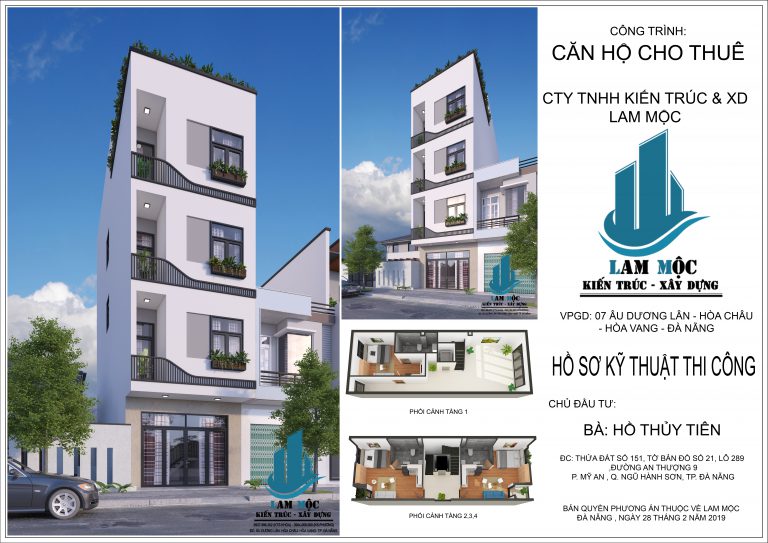 CÔNG TRÌNH:
CĂN HỘ CHO THUÊ
CTY TNHH KIẾN TRÚC & XD
LAM MỘC
LAM MỘC
KIẾN TRÚC - XÂY DỰNG
VPGD: 07 ÂU DƯƠNG LÂN - HÒA CHÂU
- HÒA VANG - ĐÀ NẴNG
HỒ SƠ KỸ THUẬT THI CÔNG
CHỦ ĐẦU TƯ:
BÀ: HỒ THỦY TIÊN
ĐC: THỬA ĐẤT SỐ 151, TỜ BẢN ĐỒ SỐ 21, LÔ 289
,ĐƯỜNG AN THƯỢNG 9
P. MỸ AN , Q. NGŨ HÀNH SƠN, TP. ĐÀ NẴNG
BẢN QUYỀN PHƯƠNG ÁN THUỘC VỀ LAM MỘC
ĐÀ NẴNG , NGÀY 28 THÁNG 2 NĂM 2019
LAM MỘC
KIẾN TRÚC - XÂY DỰNG
PHỐI CẢNH TẦNG 1
PHỐI CẢNH TẦNG 2,3,4
LAM MỘC
KIẾN TRÚC - XÂY DỰNG